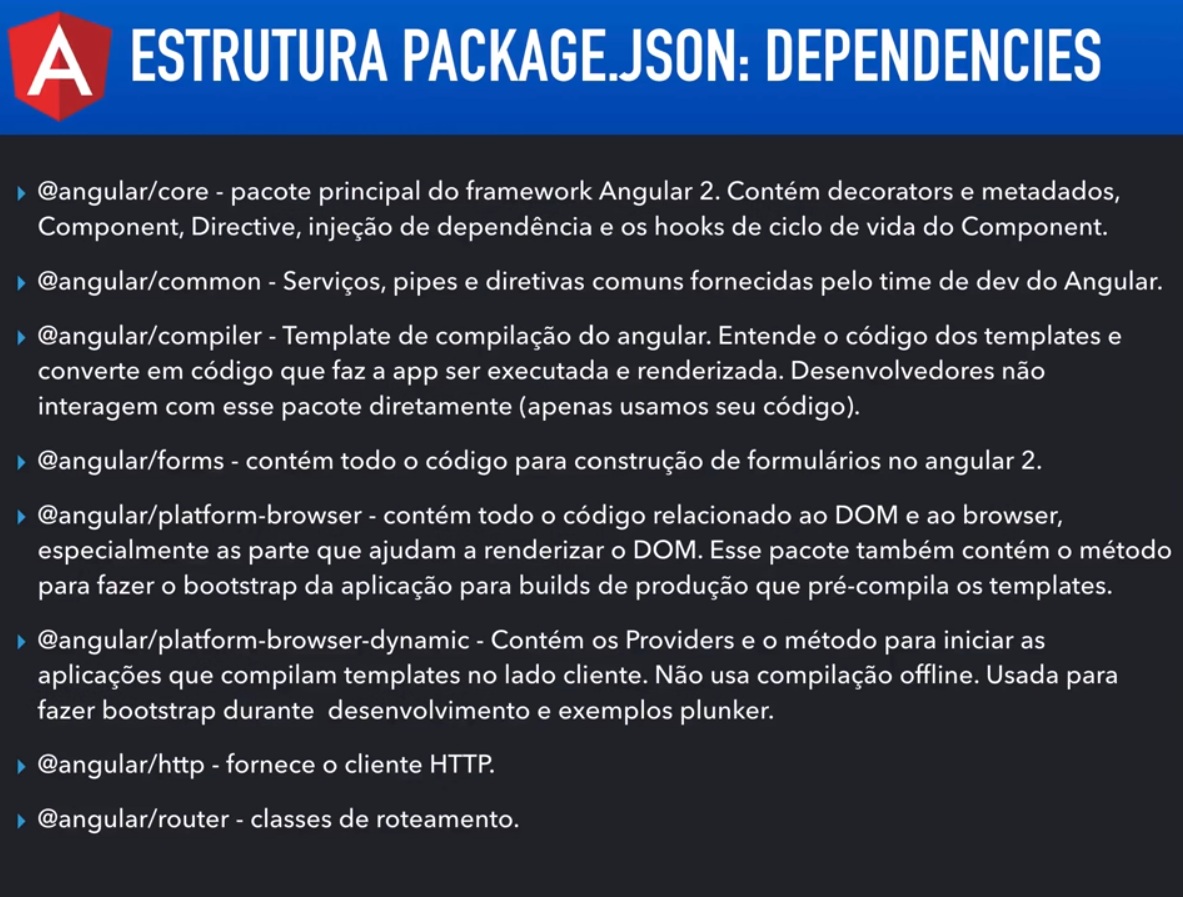 A ESTRUTURA PACKAGE.JSON: DEPENDENCIES
@angular/core - pacote principal do framework Angular 2. Contém decorators e metadados,
Component, Directive, injeção de dependência e os hooks de ciclo de vida do Component.
@angular/common - Serviços, pipes e diretivas comuns fornecidas pelo time de dev do Angular.
@angular/compiler - Template de compilação do angular. Entende o código dos templates e
converte em código que faz a app ser executada e renderizada. Desenvolvedores não
interagem com esse pacote diretamente (apenas usamos seu código).
@angular/forms - contém todo o código para construção de formulários no angular 2.
@angular/platform-browser - contém todo o código relacionado ao DOM e ao browser,
especialmente as parte que ajudam a renderizar o DOM. Esse pacote também contém o método
para fazer o bootstrap da aplicação para builds de produção que pré-compila os templates.
@angular/platform-browser-dynamic - Contém os Providers e o método para iniciar as
aplicações que compilam templates no lado cliente. Não usa compilação offline. Usada para
fazer bootstrap durante  desenvolvimento e exemplos plunker.
@angular/http - fornece o cliente HTTP.
@angular/router - classes de roteamento.